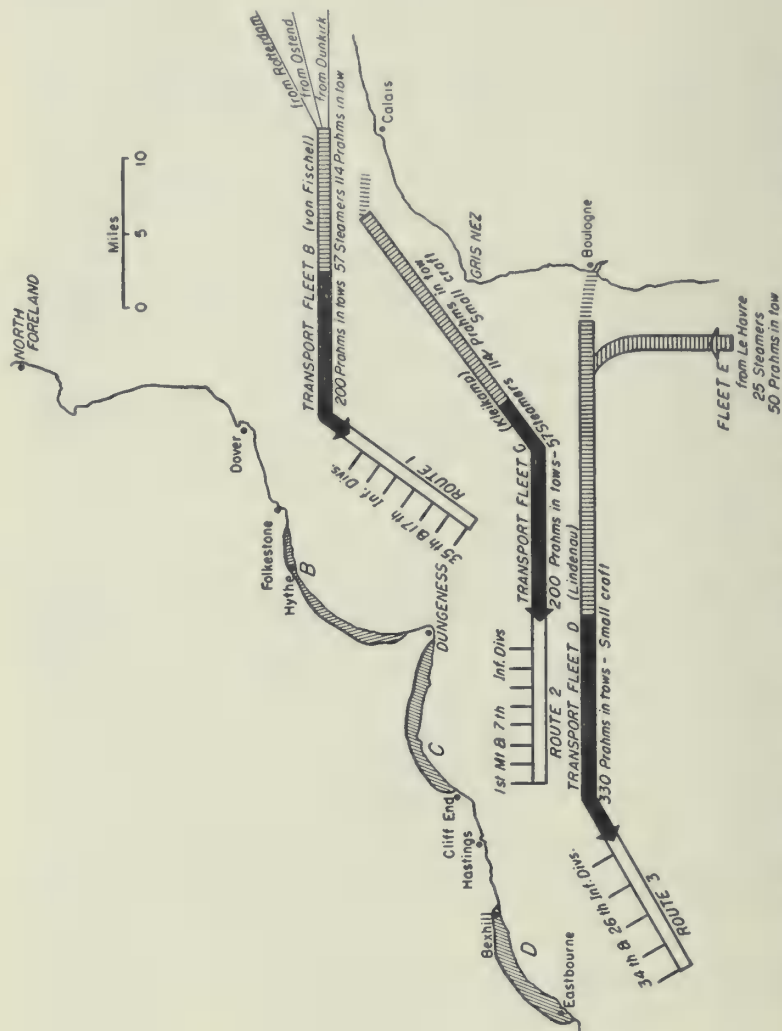 NORTH
FORELAND
Miles
0 5 10
from Rotterdam
from Ostend
from Dunkirk
Dover
Folkestone
Hythe
B
TRANSPORT FLEET B (von Fischel)
200 Prahms in tows 57 Steamers 114 Prahms in tow
ROUTE 1
35th & 17th Inf. Divs.
Calais
DUNGENESS
GRIS NEZ
C
Cliff End
Hastings
TRANSPORT FLEET C (Kleikamp)
200 Prahms in tows - 57 Steamers 114 Prahms in tow
Small craft
1st Mt & 7th Inf. Divs
ROUTE 2
Boulogne
Bexhill
D
Eastbourne
TRANSPORT FLEET D (Lindenau)
330 Prahms in tows - Small craft
34th & 26th Inf. Divs.
ROUTE 3
FLEET E
from Le Havre
25 Steamers
50 Prahms in tow